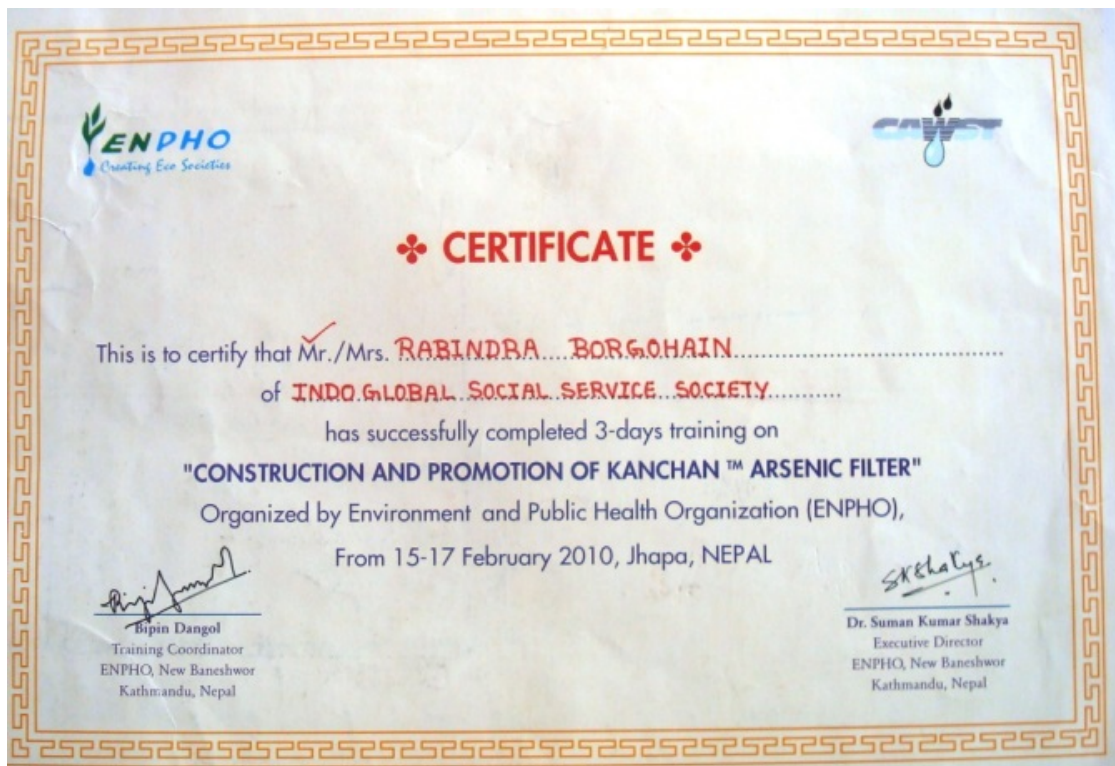 ENPHO
Creating Eco Societies
CAWST
CERTIFICATE
This is to certify that Mr./Mrs. RABINDRA BORGOHAIN
of INDO GLOBAL SOCIAL SERVICE SOCIETY
has successfully completed 3-days training on
"CONSTRUCTION AND PROMOTION OF KANCHAN ™ ARSENIC FILTER"
Organized by Environment and Public Health Organization (ENPHO),
From 15-17 February 2010, Jhapa, NEPAL
Bipin Dangol
Training Coordinator
ENPHO, New Baneshwor
Kathmandu, Nepal
SKShakya
Dr. Suman Kumar Shakya
Executive Director
ENPHO, New Baneshwor
Kathmandu, Nepal